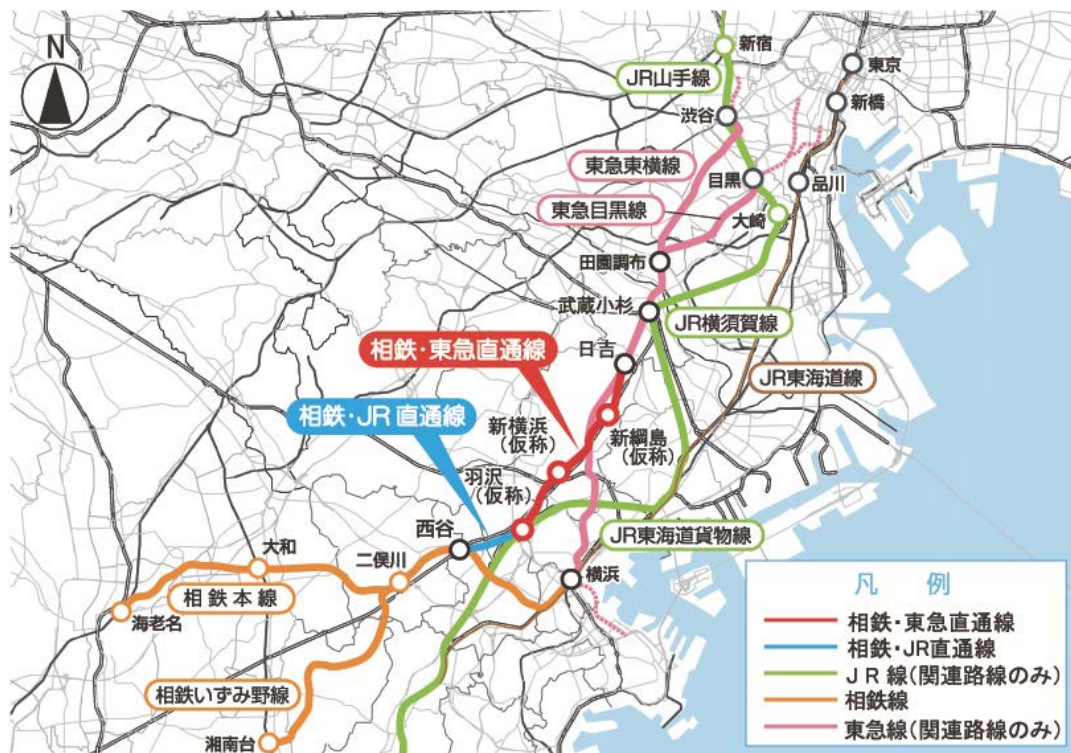 N
新宿
東京
JR山手線
新橋
渋谷
東急東横線
目黒
品川
東急目黒線
大崎
田園調布
武蔵小杉
JR横須賀線
相鉄・東急直通線
日吉
JR東海道線
相鉄・JR直通線
新横浜
(仮称)
新綱島
(仮称)
羽沢
(仮称)
西谷
JR東海道貨物線
大和
二俣川
横浜
相鉄本線
海老名
相鉄いずみ野線
湘南台
凡 例
相鉄・東急直通線
相鉄・JR直通線
JR線(関連路線のみ)
相鉄線
東急線(関連路線のみ)